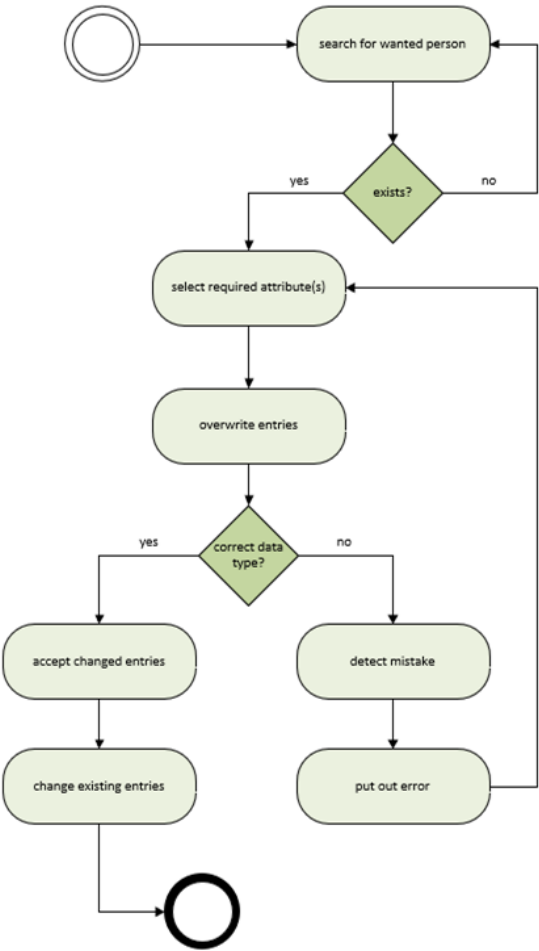 search for wanted person
exists?
yes
no
select required attribute(s)
overwrite entries
correct data
type?
yes
no
accept changed entries
detect mistake
change existing entries
put out error